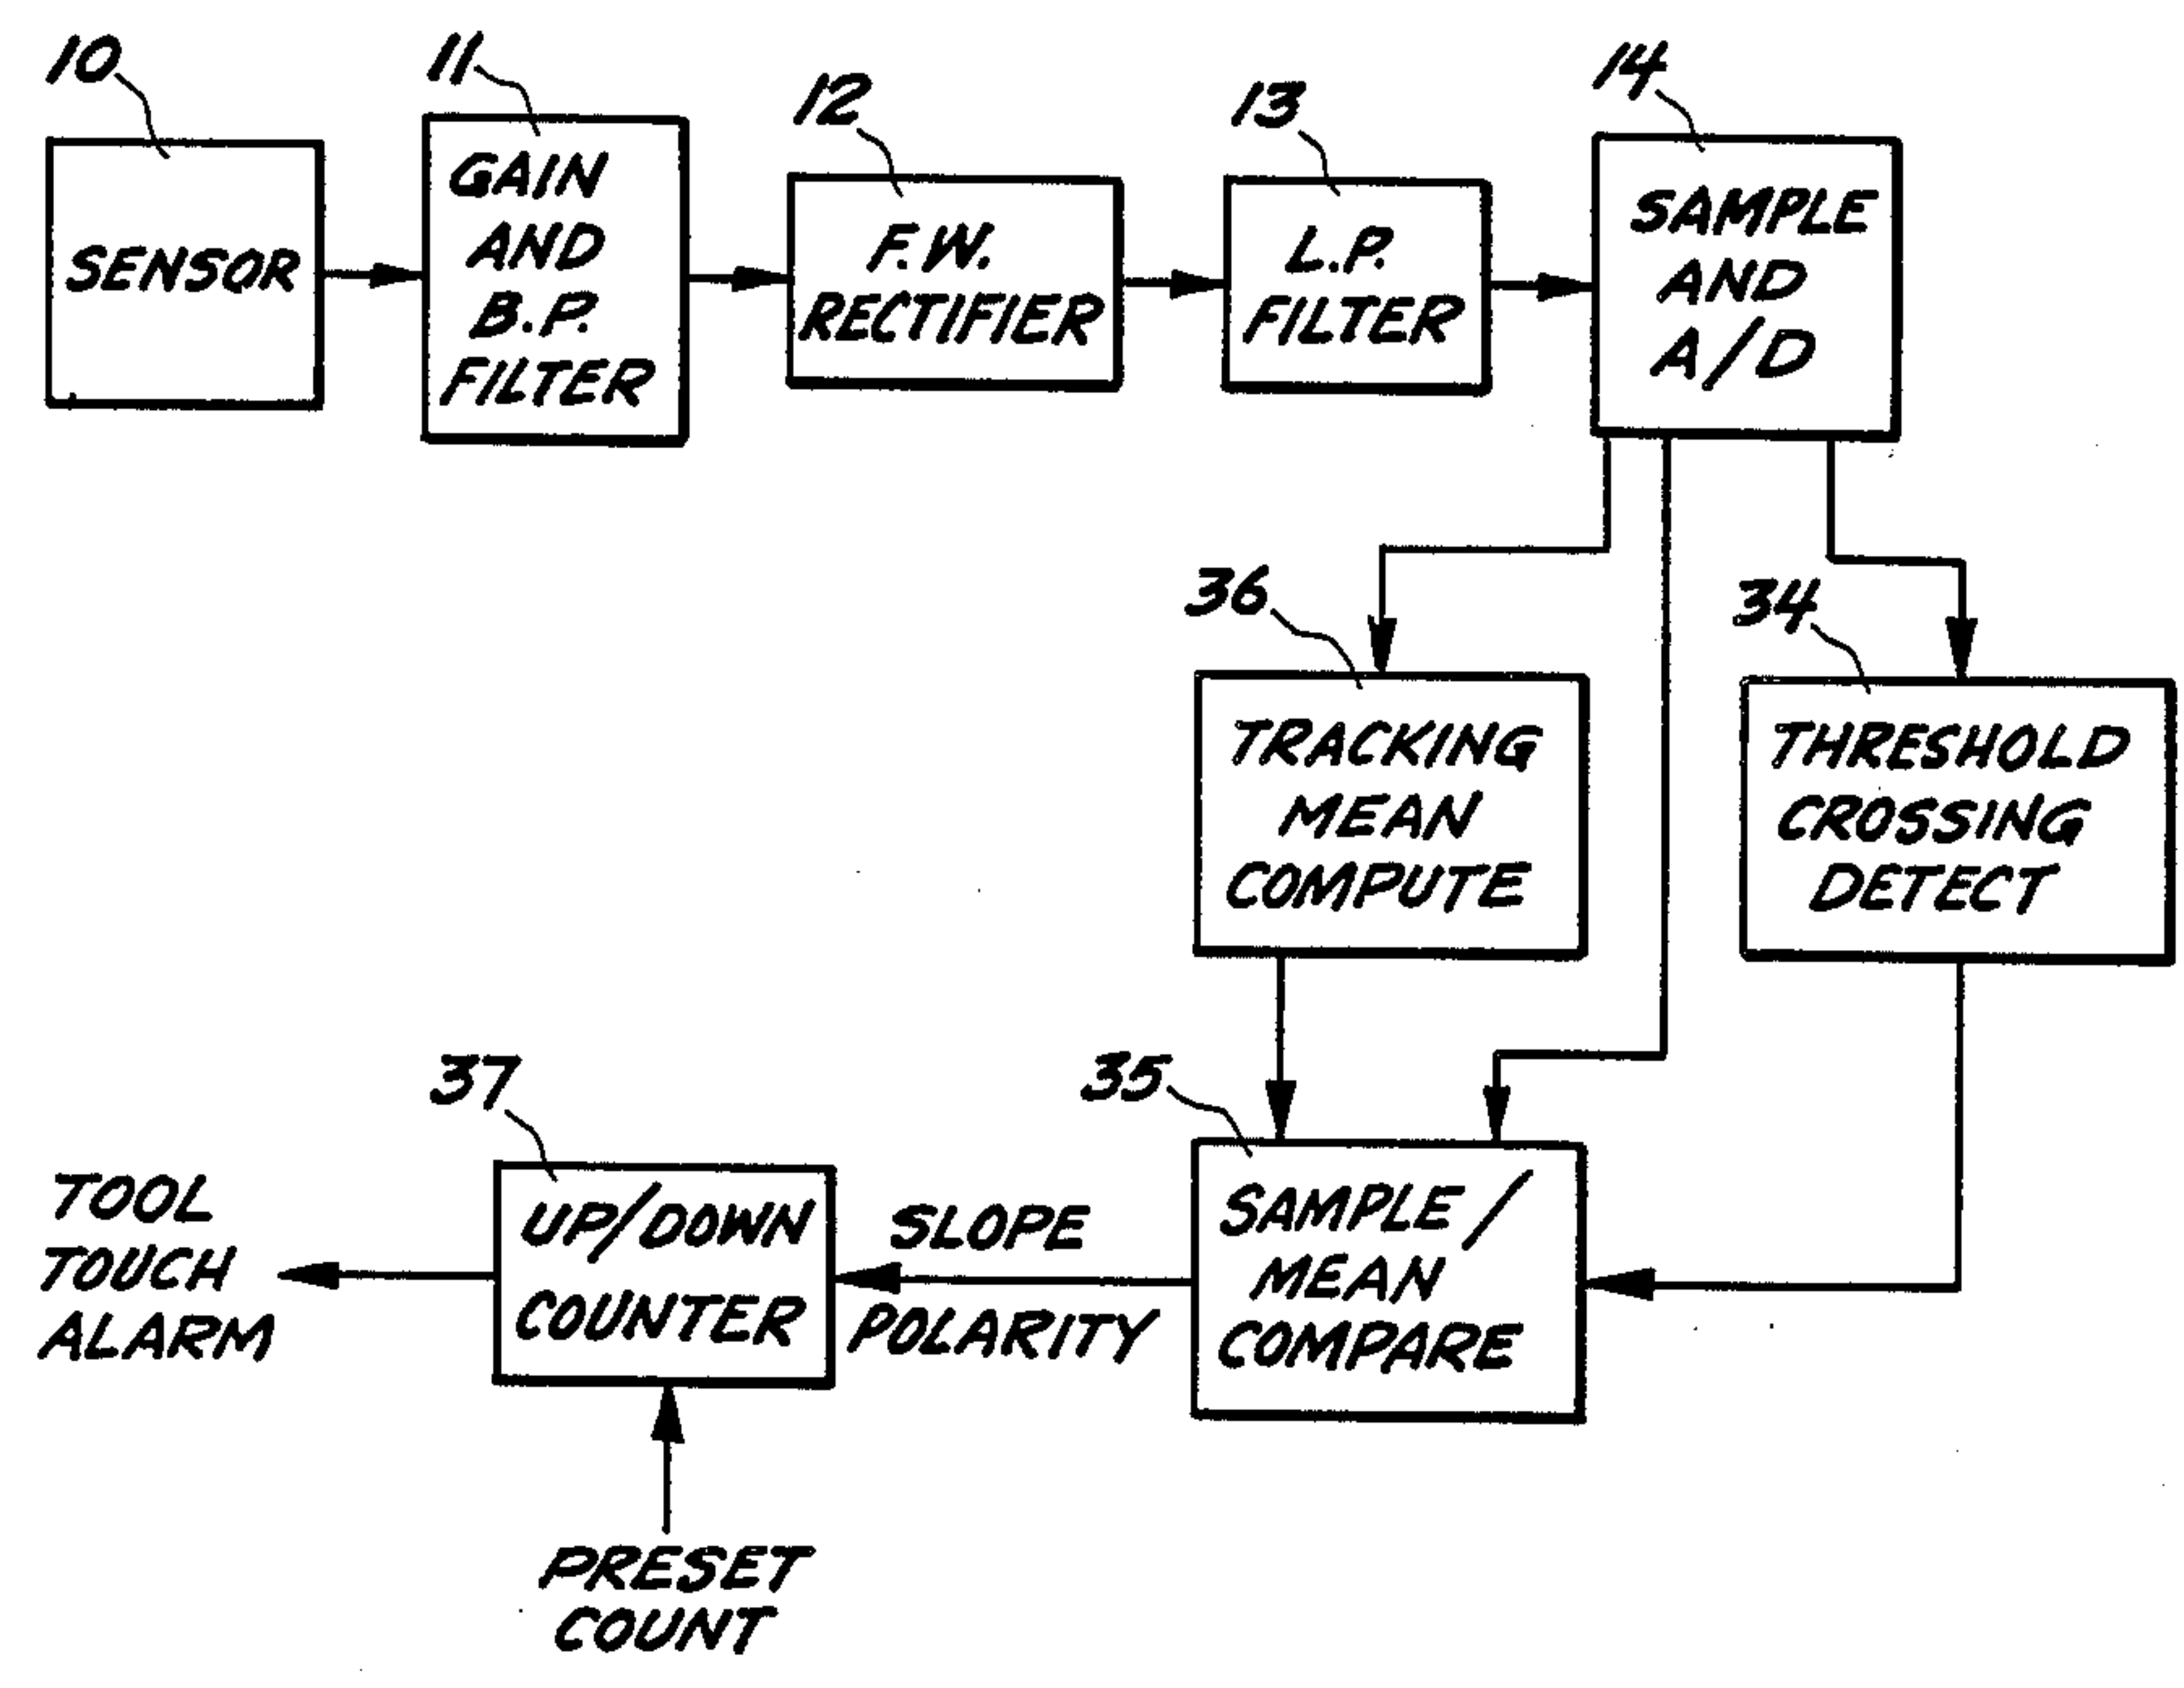 10
SENSOR
11
GAIN
AND
B.P.
FILTER
12
F.W.
RECTIFIER
13
L.P.
FILTER
14
SAMPLE
AND
A/D
36
TRACKING
MEAN
COMPUTE
34
THRESHOLD
CROSSING
DETECT
35
SAMPLE/
MEAN
COMPARE
SLOPE
POLARITY
37
UP/DOWN
COUNTER
TOOL
TOUCH
ALARM
PRESET
COUNT